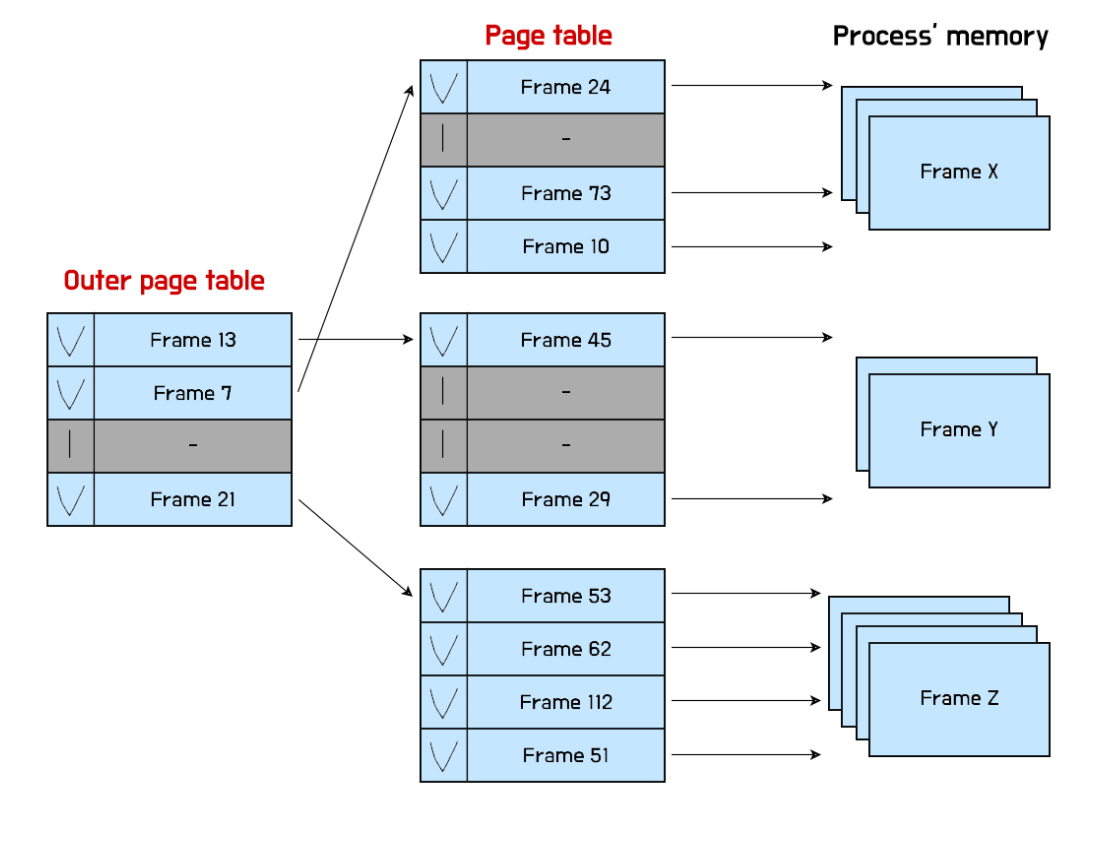 Page table
Process' memory
Frame 24
-
Frame 73
Frame 10
Frame X
Outer page table
Frame 13
Frame 7
-
Frame 21
Frame 45
-
-
Frame 29
Frame Y
Frame 53
Frame 62
Frame 112
Frame 51
Frame Z